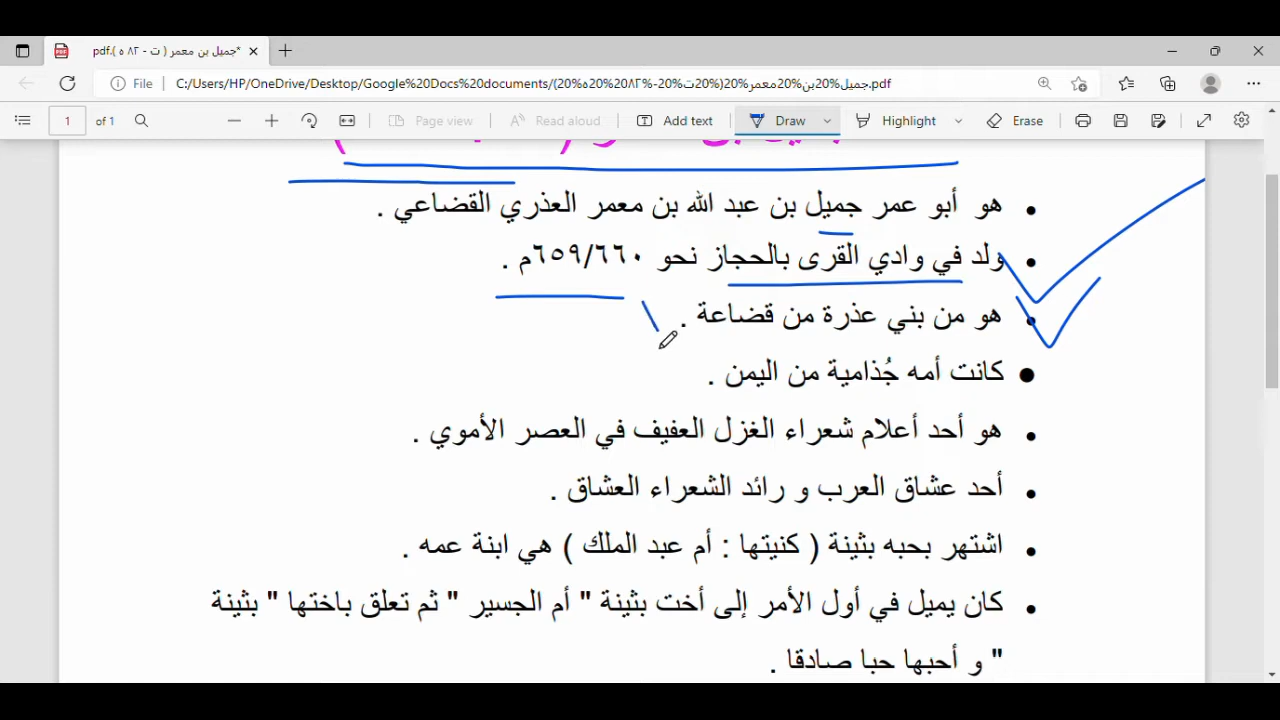 *جميل بن معمر ( ت - ٨٢ ه ).pdf
File
C:/Users/HP/OneDrive/Desktop/Google%20Docs%20documents/(جميل%20بن%20معمر%20(%20ت%20-%20٨٢%20ه%20.pdf
1 of 1
Page view
Read aloud
Add text
Draw
Highlight
Erase
• هو أبو عمر جميل بن عبد الله بن معمر العذري القضاعي .
• ولد في وادي القرى بالحجاز نحو ٦٥٩/٦٦٠م .
• هو من بني عذرة من قضاعة .
• كانت أمه جُذامية من اليمن .
• هو أحد أعلام شعراء الغزل العفيف في العصر الأموي .
• أحد عشاق العرب و رائد الشعراء العشاق .
• اشتهر بحبه بثينة ( كنيتها : أم عبد الملك ) هي ابنة عمه .
• كان يميل في أول الأمر إلى أخت بثينة " أم الجسير " ثم تعلق باختها " بثينة
" و أحبها حبا صادقا .